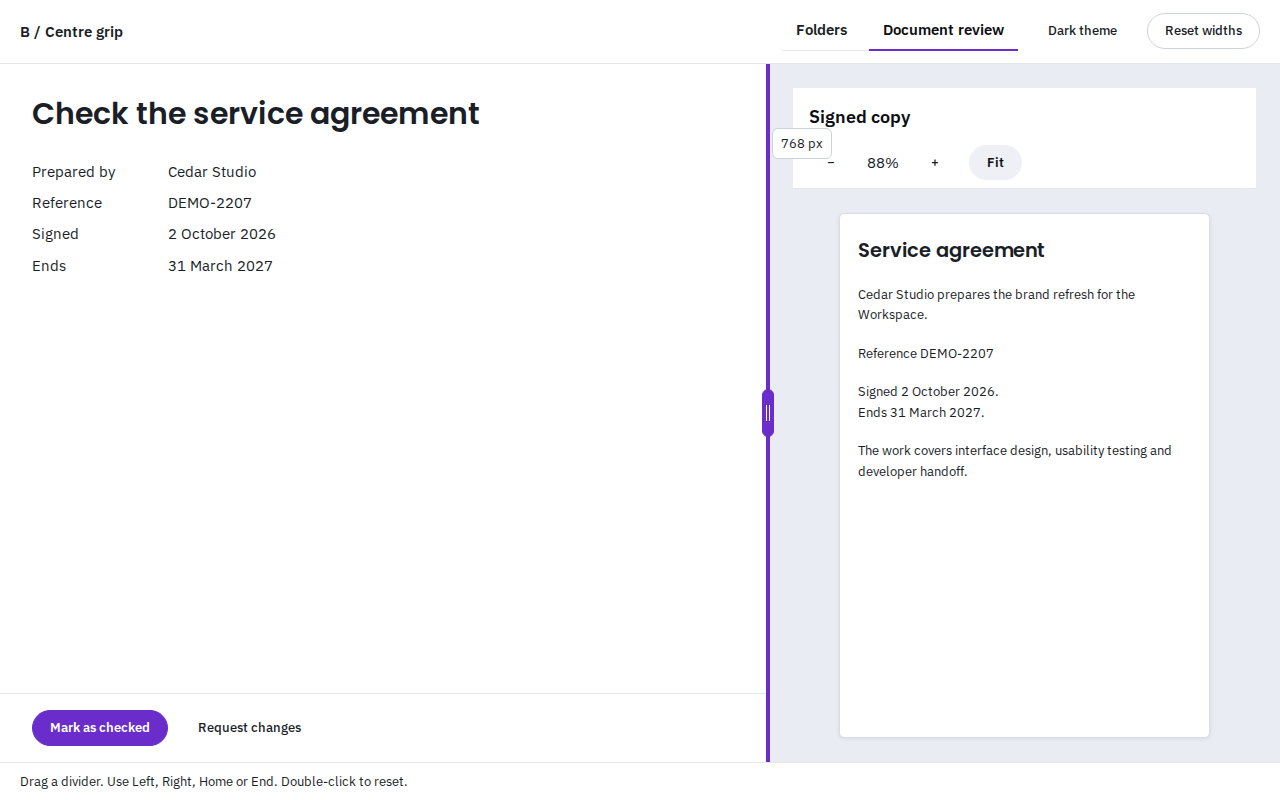 B / Centre grip
Folders
Document review
Dark theme
Reset widths
Check the service agreement
Prepared by Cedar Studio
Reference DEMO-2207
Signed 2 October 2026
Ends 31 March 2027
Mark as checked
Request changes
Signed copy
768 px
− 88% + Fit
Service agreement
Cedar Studio prepares the brand refresh for the
Workspace.
Reference DEMO-2207
Signed 2 October 2026.
Ends 31 March 2027.
The work covers interface design, usability testing and
developer handoff.
Drag a divider. Use Left, Right, Home or End. Double-click to reset.